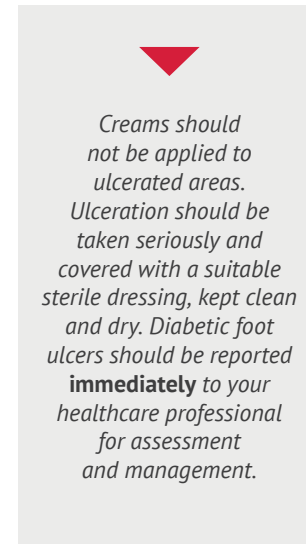 Creams should
not be applied to
ulcerated areas.
Ulceration should be
taken seriously and
covered with a suitable
sterile dressing, kept clean
and dry. Diabetic foot
ulcers should be reported
immediately to your
healthcare professional
for assessment
and management.